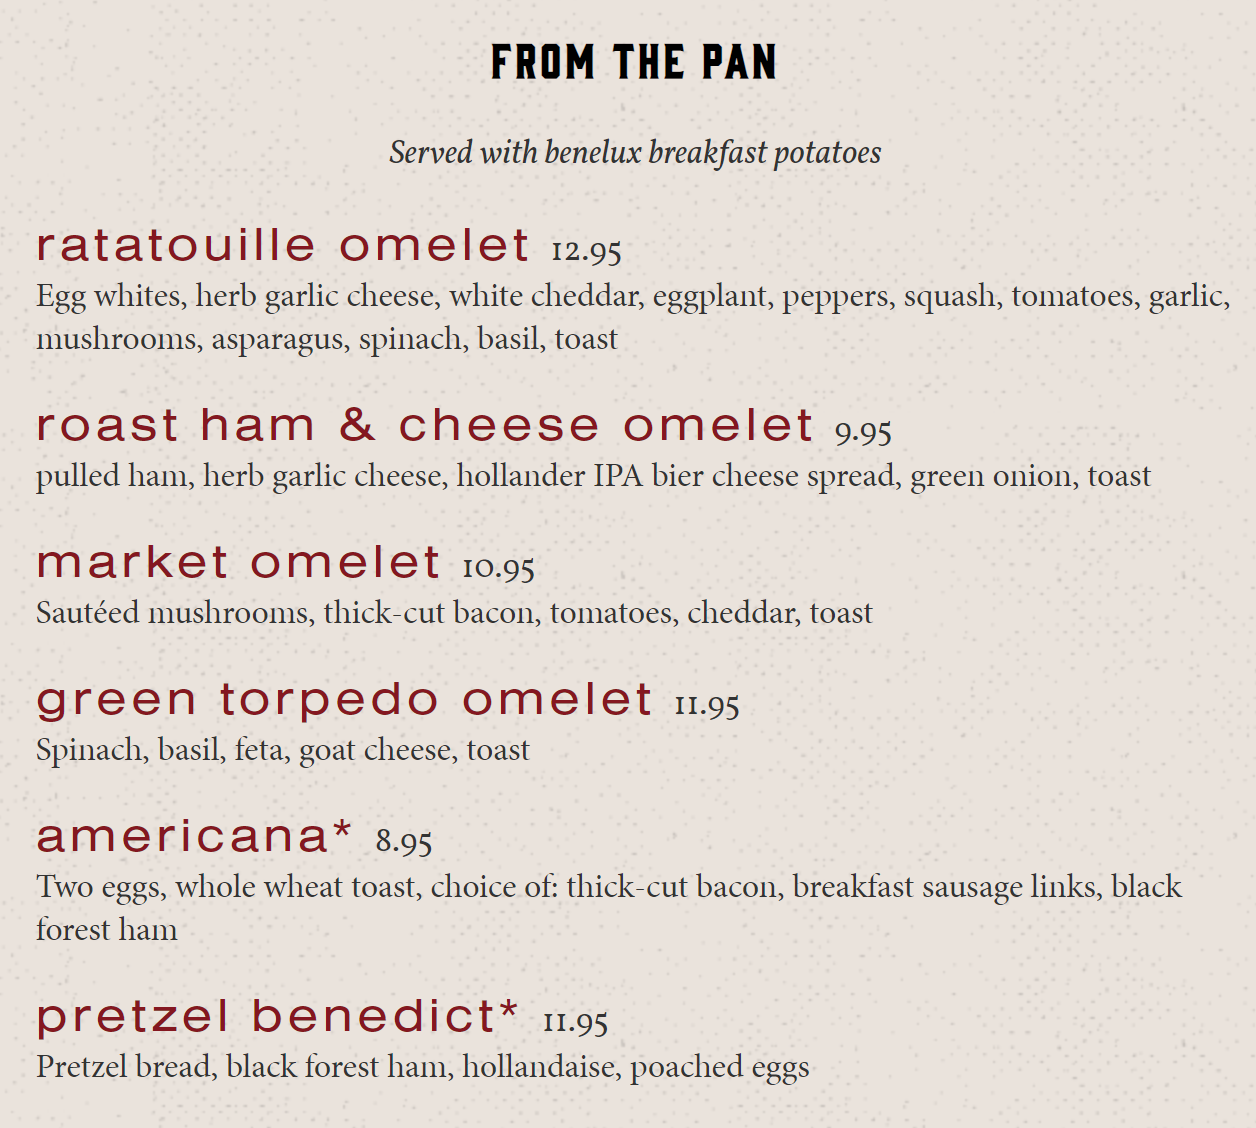 FROM THE PAN
Served with benelux breakfast potatoes
ratatouille omelet 12.95
Egg whites, herb garlic cheese, white cheddar, eggplant, peppers, squash, tomatoes, garlic,
mushrooms, asparagus, spinach, basil, toast
roast ham & cheese omelet 9.95
pulled ham, herb garlic cheese, hollander IPA bier cheese spread, green onion, toast
market omelet 10.95
Sautéed mushrooms, thick-cut bacon, tomatoes, cheddar, toast
green torpedo omelet 11.95
Spinach, basil, feta, goat cheese, toast
americana* 8.95
Two eggs, whole wheat toast, choice of: thick-cut bacon, breakfast sausage links, black
forest ham
pretzel benedict* 11.95
Pretzel bread, black forest ham, hollandaise, poached eggs